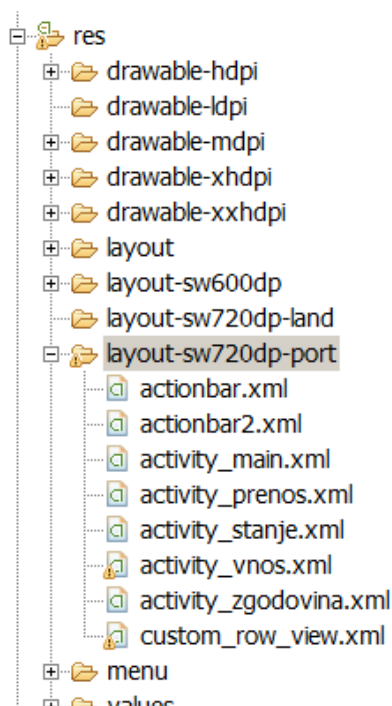 res
drawable-hdpi
drawable-ldpi
drawable-mdpi
drawable-xhdpi
drawable-xxhdpi
layout
layout-sw600dp
layout-sw720dp-land
layout-sw720dp-port
actionbar.xml
actionbar2.xml
activity_main.xml
activity_prenos.xml
activity_stanje.xml
activity_vnos.xml
activity_zgodovina.xml
custom_row_view.xml
menu
values